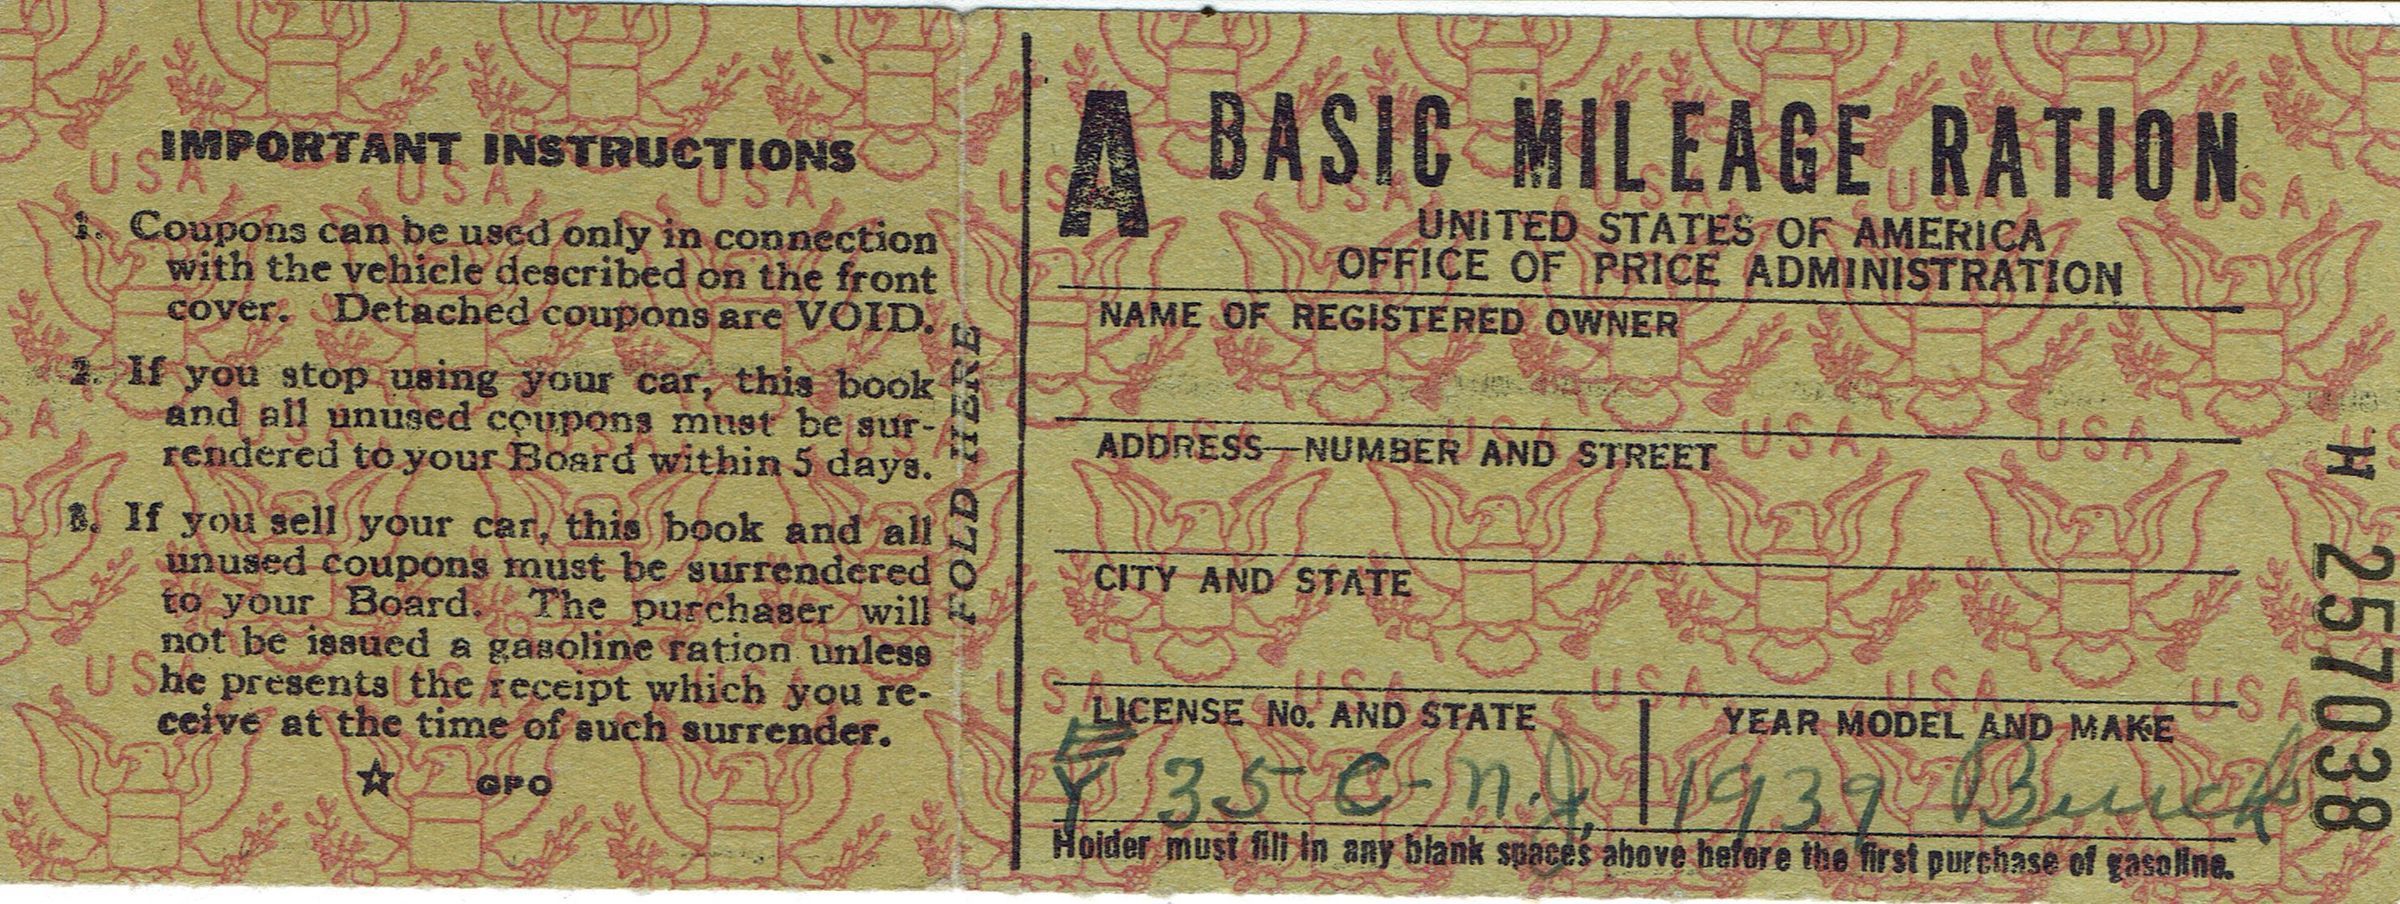 IMPORTANT INSTRUCTIONS
1. Coupons can be used only in connection
with the vehicle described on the front
cover. Detached coupons are VOID.
2. If you stop using your car, this book
and all unused coupons must be sur-
rendered to your Board within 5 days.
3. If you sell your car, this book and all
unused coupons must be surrendered
to your Board. The purchaser will
not be issued a gasoline ration unless
he presents the receipt which you re-
ceive at the time of such surrender.
☆ GPO
FOLD HERE
A BASIC MILEAGE RATION
UNITED STATES OF AMERICA
OFFICE OF PRICE ADMINISTRATION
NAME OF REGISTERED OWNER
ADDRESS—NUMBER AND STREET
CITY AND STATE
LICENSE No. AND STATE YEAR MODEL AND MAKE
EY 35 C-N.J. 1939 Buick
Holder must fill in any blank spaces above before the first purchase of gasoline.
H 257038
USA